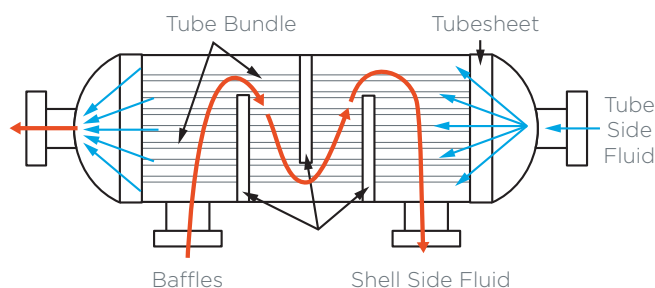 Tube Bundle
Tubesheet
Tube
Side
Fluid
Baffles
Shell Side Fluid